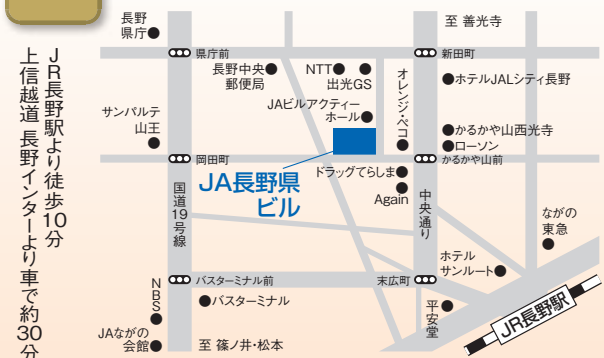 JR長野駅より徒歩10分
上信越道 長野インターより車で約30分
長野
県庁
至 善光寺
県庁前
新田町
長野中央
郵便局
NTT
出光GS
オレンジ・ペコ
ホテルJALシティ長野
JAビルアクティー
ホール
サンパルテ
山王
かるかや山西光寺
ローソン
岡田町
かるかや山前
JA長野県
ビル
ドラッグてらしま
Again
国道19号線
中央通り
ながの
東急
ホテル
サンルート
バスターミナル前
末広町
NBS
バスターミナル
平安堂
JR長野駅
JAながの
会館
至 篠ノ井・松本